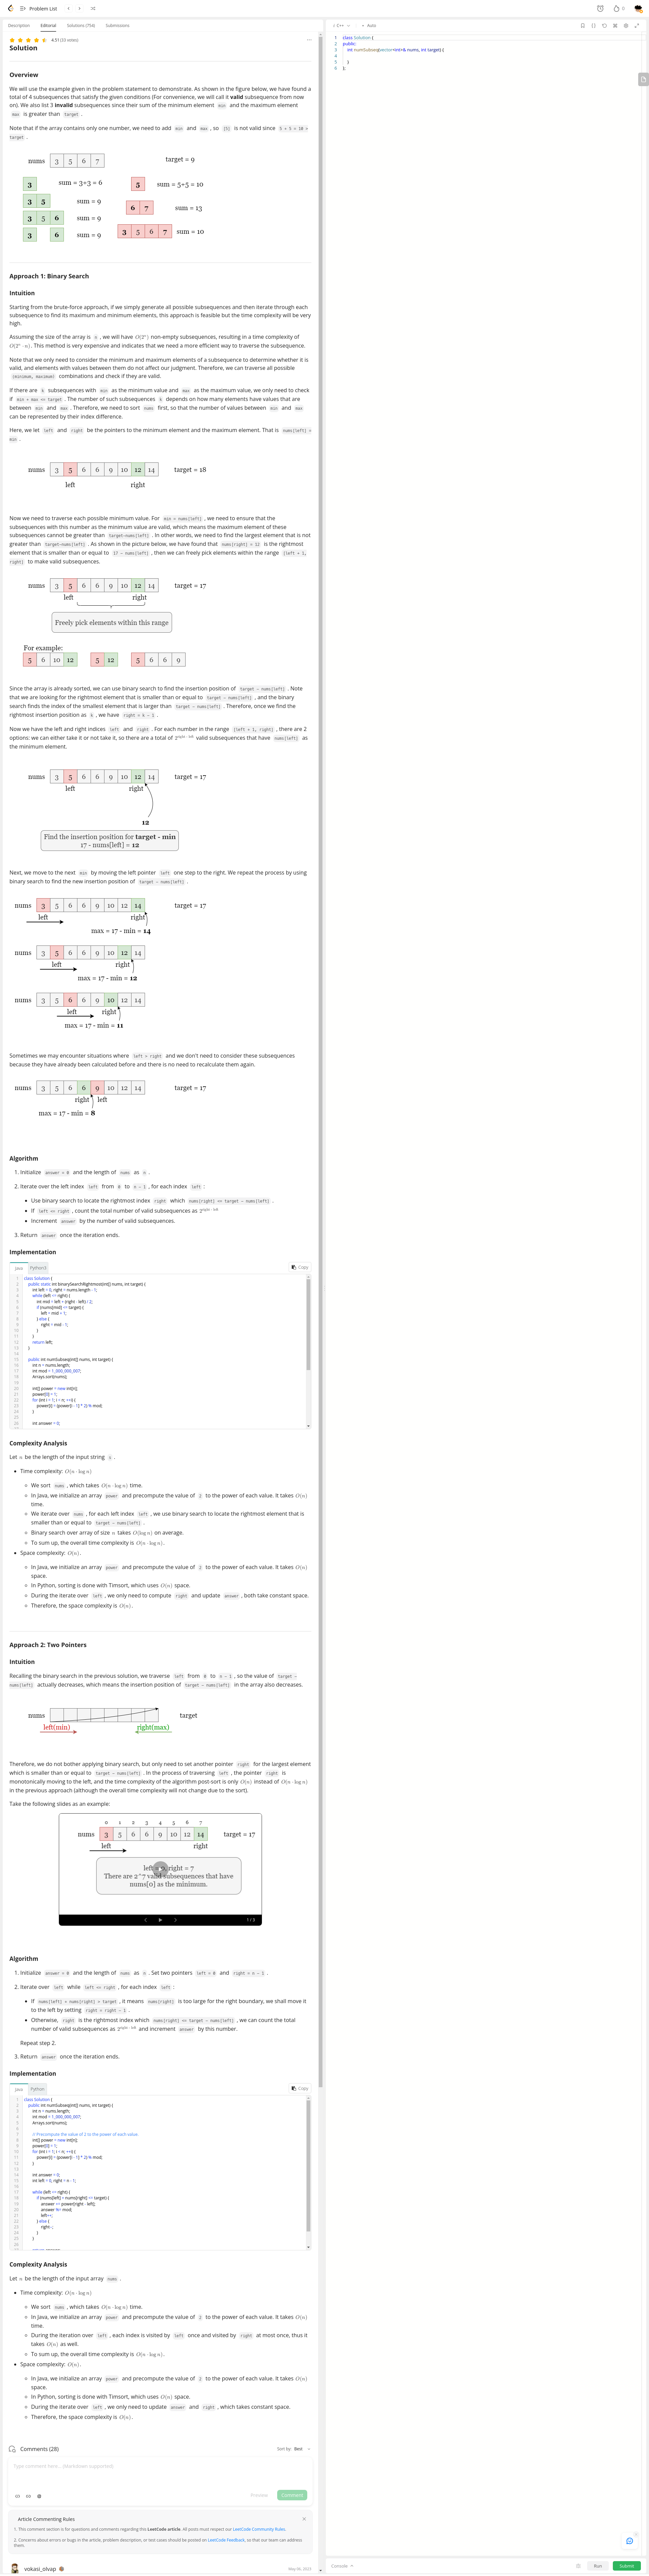 Problem List
0
Description Editorial Solutions (756) Submissions
4.51 (33 votes)
Solution
Overview
We will use the example given in the problem statement to demonstrate. As shown in the figure below, we have found a
total of 4 subsequences that satisfy the stated conditions (For convenience, we will call it valid subsequence from now
on). We also list 3 invalid subsequences since their sum of the minimum element min and the maximum element
max is greater than target .
Note that if the array contains only one number, we need to add min and max , so [5] is not valid since 5 + 5 = 10 >
target .
nums 3 5 6 7 target = 9
3 sum = 3+3 = 6 5 sum = 5+5 = 10
3 5 sum = 9 6 7 sum = 13
3 5 6 sum = 9
3 6 sum = 9 3 5 6 7 sum = 10
Approach 1: Binary Search
Intuition
Starting from the brute-force approach, if we simply generate all possible subsequences and then iterate through each
subsequence to find its maximum and minimum elements, this approach is feasible but the time complexity will be very
high.
Assuming the size of the array is n , we will have O(2ⁿ) non-empty subsequences, resulting in a time complexity of
O(2ⁿ · n). This method is very expensive and indicates that we need a more efficient way to traverse the subsequence.
Note that we only need to consider the minimum and maximum elements of a subsequence to determine whether it is
valid, and elements with values between them do not affect our judgment. Therefore, we can traverse all possible
(minimum, maximum) combinations and check if they are valid.
If there are k subsequences with min as the minimum value and max as the maximum value, we only need to check
if min + max <= target . The number of such subsequences k depends on how many elements have values that are
between min and max . Therefore, we need to sort nums first, so that the number of values between min and max
can be represented by their index difference.
Here, we let left and right be the pointers to the minimum element and the maximum element. That is nums[left] =
min .
nums 3 5 6 6 9 10 12 14 target = 18
left right
Now we need to traverse each possible minimum value. For min = nums[left] , we need to ensure that the
subsequences with this number as the minimum value are valid, which means the maximum element of these
subsequences cannot be greater than target-nums[left] . In other words, we need to find the largest element that is not
greater than target-nums[left] . As shown in the picture below, we have found that nums[right] = 12 is the rightmost
element that is smaller than or equal to 17 - nums[left] , then we can freely pick elements within the range [left + 1,
right] to make valid subsequences.
nums 3 5 6 6 9 10 12 14 target = 17
left right
Freely pick elements within this range
For example:
5 6 10 12 5 12 5 6 6 9
Since the array is already sorted, we can use binary search to find the insertion position of target - nums[left] . Note
that we are looking for the rightmost element that is smaller than or equal to target - nums[left] , and the binary
search finds the index of the smallest element that is larger than target - nums[left] . Therefore, once we find the
rightmost insertion position as k , we have right = k - 1 .
Now we have the left and right indices left and right . For each number in the range [left + 1, right] , there are 2
options: we can either take it or not take it, so there are a total of 2^right - left valid subsequences that have nums[left] as
the minimum element.
nums 3 5 6 6 9 10 12 14 target = 17
left right
12
Find the insertion position for target - min
17 - nums[left] = 12
Next, we move to the next min by moving the left pointer left one step to the right. We repeat the process by using
binary search to find the new insertion position of target - nums[left] .
nums 3 5 6 6 9 10 12 14 target = 17
left right
max = 17 - min = 14
nums 3 5 6 6 9 10 12 14
left right
max = 17 - min = 12
nums 3 5 6 6 9 10 12 14
left right
max = 17 - min = 11
Sometimes we may encounter situations where left > right and we don't need to consider these subsequences
because they have already been calculated before and there is no need to recalculate them again.
nums 3 5 6 6 9 10 12 14 target = 17
right left
max = 17 - min = 8
Algorithm
1. Initialize answer = 0 and the length of nums as n .
2. Iterate over the left index left from 0 to n - 1 , for each index left :
Use binary search to locate the rightmost index right which nums[right] <= target - nums[left] .
If left <= right , count the total number of valid subsequences as 2^right - left
Increment answer by the number of valid subsequences.
3. Return answer once the iteration ends.
Implementation
Java Python3 Copy
1 class Solution {
2 public static int binarySearchRightmost(int[] nums, int target) {
3 int left = 0, right = nums.length - 1;
4 while (left <= right) {
5 int mid = left + (right - left) / 2;
6 if (nums[mid] <= target) {
7 left = mid + 1;
8 } else {
9 right = mid - 1;
10 }
11 }
12 return left;
13 }
14
15 public int numSubseq(int[] nums, int target) {
16 int n = nums.length;
17 int mod = 1_000_000_007;
18 Arrays.sort(nums);
19
20 int[] power = new int[n];
21 power[0] = 1;
22 for (int i = 1; i < n; ++i) {
23 power[i] = (power[i - 1] * 2) % mod;
24 }
25
26 int answer = 0;
Complexity Analysis
Let n be the length of the input string s .
Time complexity: O(n · log n)
We sort nums , which takes O(n · log n) time.
In Java, we initialize an array power and precompute the value of 2 to the power of each value. It takes O(n)
time.
We iterate over nums , for each left index left , we use binary search to locate the rightmost element that is
smaller than or equal to target - nums[left] .
Binary search over array of size n takes O(log n) on average.
To sum up, the overall time complexity is O(n · log n).
Space complexity: O(n).
In Java, we initialize an array power and precompute the value of 2 to the power of each value. It takes O(n)
space.
In Python, sorting is done with Timsort, which uses O(n) space.
During the iterate over left , we only need to compute right and update answer , both take constant space.
Therefore, the space complexity is O(n).
Approach 2: Two Pointers
Intuition
Recalling the binary search in the previous solution, we traverse left from 0 to n - 1 , so the value of target -
nums[left] actually decreases, which means the insertion position of target - nums[left] in the array also decreases.
nums target
left(min) right(max)
Therefore, we do not bother applying binary search, but only need to set another pointer right for the largest element
which is smaller than or equal to target - nums[left] . In the process of traversing left , the pointer right is
monotonically moving to the left, and the time complexity of the algorithm post-sort is only O(n) instead of O(n · log n)
in the previous approach (although the overall complexity will not change due to the sort).
Take the following slides as an example:
0 1 2 3 4 5 6 7
nums 3 5 6 6 9 10 12 14 target = 17
left right
left = 0, right = 7
There are 2^7 valid subsequences that have
nums[0] as the minimum.
1 / 3
Algorithm
1. Initialize answer = 0 and the length of nums as n . Set two pointers left = 0 and right = n - 1 .
2. Iterate over left while left <= right , for each index left :
If nums[left] + nums[right] > target , it means nums[right] is too large for the right boundary, we shall move it
to the left by setting right = right - 1 .
Otherwise, right is the rightmost index which nums[right] <= target - nums[left] , we can count the total
number of valid subsequences as 2^right - left and increment answer by this number.
Repeat step 2.
3. Return answer once the iteration ends.
Implementation
Java Python Copy
1 class Solution {
2 public int numSubseq(int[] nums, int target) {
3 int n = nums.length;
4 int mod = 1_000_000_007;
5 Arrays.sort(nums);
6
7 // Precompute the value of 2 to the power of each value.
8 int[] power = new int[n];
9 power[0] = 1;
10 for (int i = 1; i < n; ++i) {
11 power[i] = (power[i - 1] * 2) % mod;
12 }
13
14 int answer = 0;
15 int left = 0, right = n - 1;
16
17 while (left <= right) {
18 if (nums[left] + nums[right] <= target) {
19 answer += power[right - left];
20 answer %= mod;
21 left++;
22 } else {
23 right--;
24 }
25 }
26
Complexity Analysis
Let n be the length of the input array nums .
Time complexity: O(n · log n)
We sort nums , which takes O(n · log n) time.
In Java, we initialize an array power and precompute the value of 2 to the power of each value. It takes O(n)
time.
During the iteration over left , each index is visited by left once and visited by right at most once, thus it
takes O(n) as well.
To sum up, the overall time complexity is O(n · log n).
Space complexity: O(n).
In Java, we initialize an array power and precompute the value of 2 to the power of each value. It takes O(n)
space.
In Python, sorting is done with Timsort, which uses O(n) space.
During the iterate over left , we only need to update answer and right , which takes constant space.
Therefore, the space complexity is O(n).
Comments (28) Sort by: Best
Type comment here... (Markdown supported)
Preview Comment
Article Commenting Rules
1. This comment section is for questions and comments regarding this LeetCode article. All posts must respect our LeetCode Community Rules.
2. Concerns about errors or bugs in the article, problem description, or test cases should be posted on LeetCode Feedback, so that our team can address
them.
vokasi_olvap May 06, 2023
C++ Auto
1 class Solution {
2 public:
3 int numSubseq(vector<int>& nums, int target) {
4
5 }
6 };
Console Run Submit